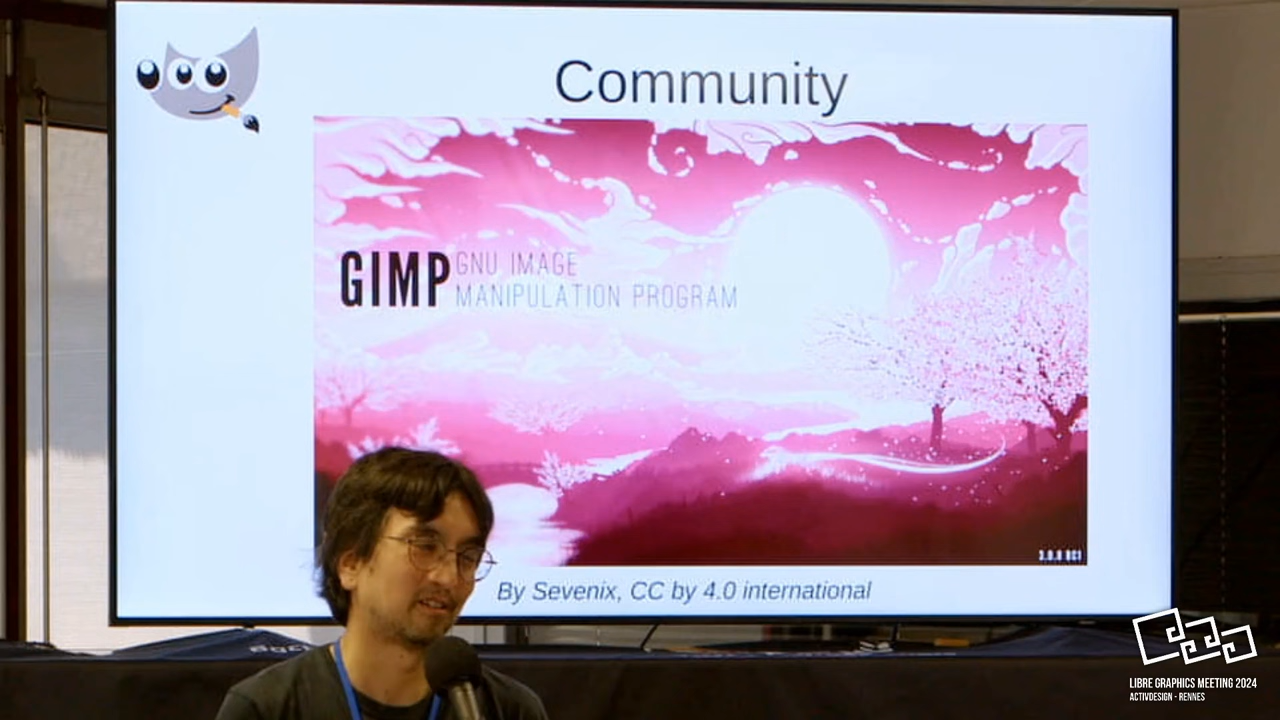 Community
GIMP GNU IMAGE
MANIPULATION PROGRAM
3.0.0 RC1
By Sevenix, CC by 4.0 international
LIBRE GRAPHICS MEETING 2024
ACTIVDESIGN - RENNES